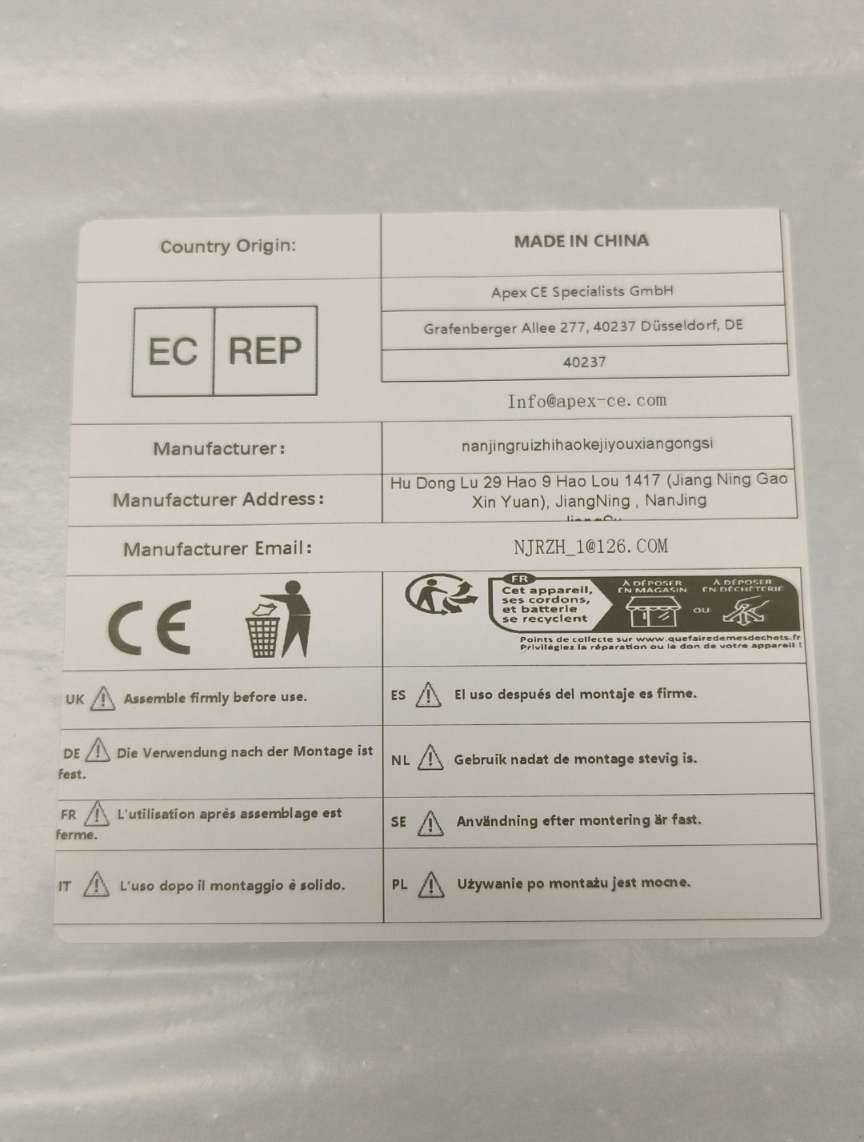 Country Origin:
MADE IN CHINA
EC REP
Apex CE Specialists GmbH
Grafenberger Allee 277, 40237 Düsseldorf, DE
40237
Info@apex-ce.com
Manufacturer:
nanjingruizhihaokejiyouxiangongsi
Manufacturer Address:
Hu Dong Lu 29 Hao 9 Hao Lou 1417 (Jiang Ning Gao
Xin Yuan), JiangNing , NanJing
Manufacturer Email:
NJRZH_1@126.COM
CE
FR
Cet appareil,
ses cordons,
et batterie
se recyclent
À DÉPOSER
EN MAGASIN
OU
À DÉPOSER
EN DÉCHÈTERIE
Points de collecte sur www.quefairedemesdechets.fr
Privilégiez la réparation ou le don de votre appareil !
UK Assemble firmly before use.
ES El uso después del montaje es firme.
DE Die Verwendung nach der Montage ist
fest.
NL Gebruik nadat de montage stevig is.
FR L'utilisation aprés assemblage est
ferme.
SE Användning efter montering är fast.
IT L'uso dopo il montaggio è solido.
PL Używanie po montażu jest mocne.